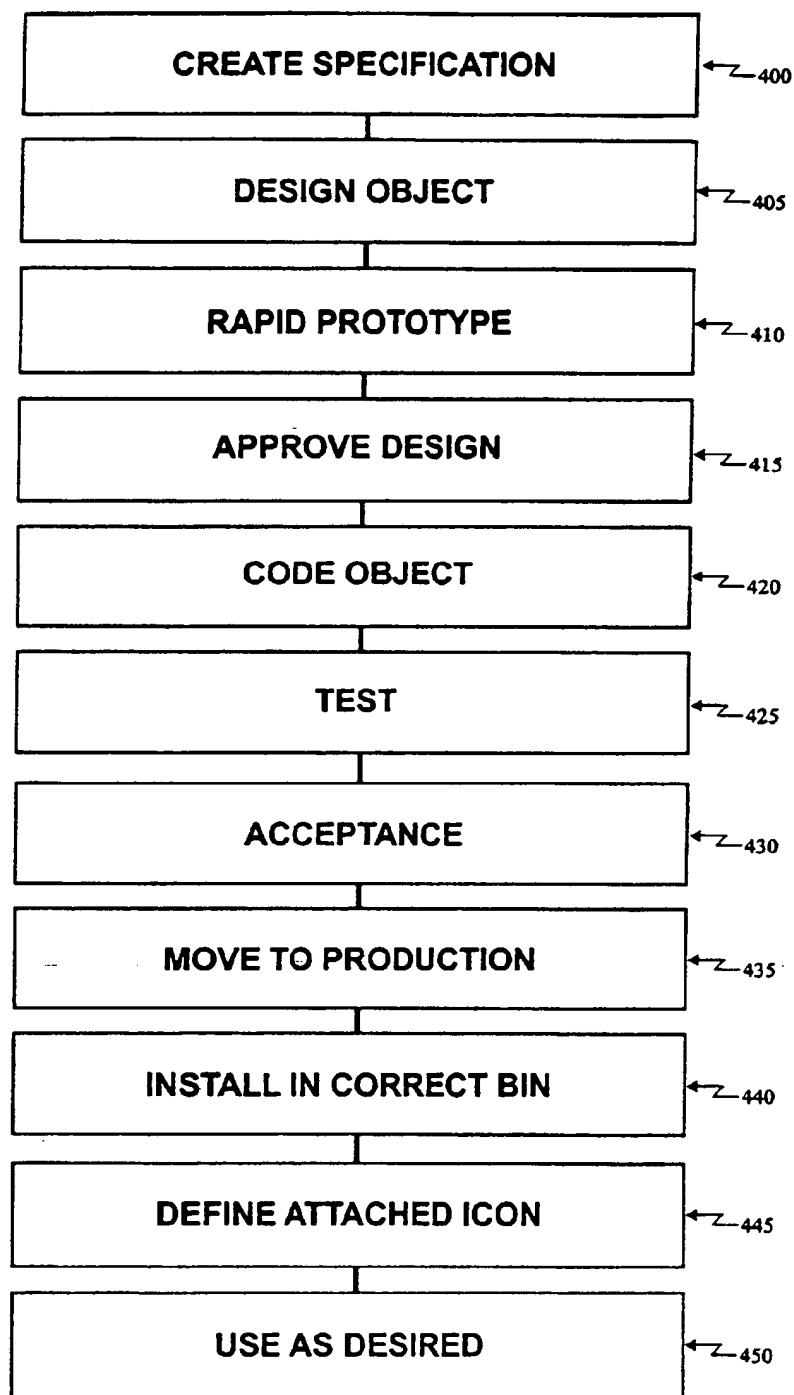 CREATE SPECIFICATION 400
DESIGN OBJECT 405
RAPID PROTOTYPE 410
APPROVE DESIGN 415
CODE OBJECT 420
TEST 425
ACCEPTANCE 430
MOVE TO PRODUCTION 435
INSTALL IN CORRECT BIN 440
DEFINE ATTACHED ICON 445
USE AS DESIRED 450